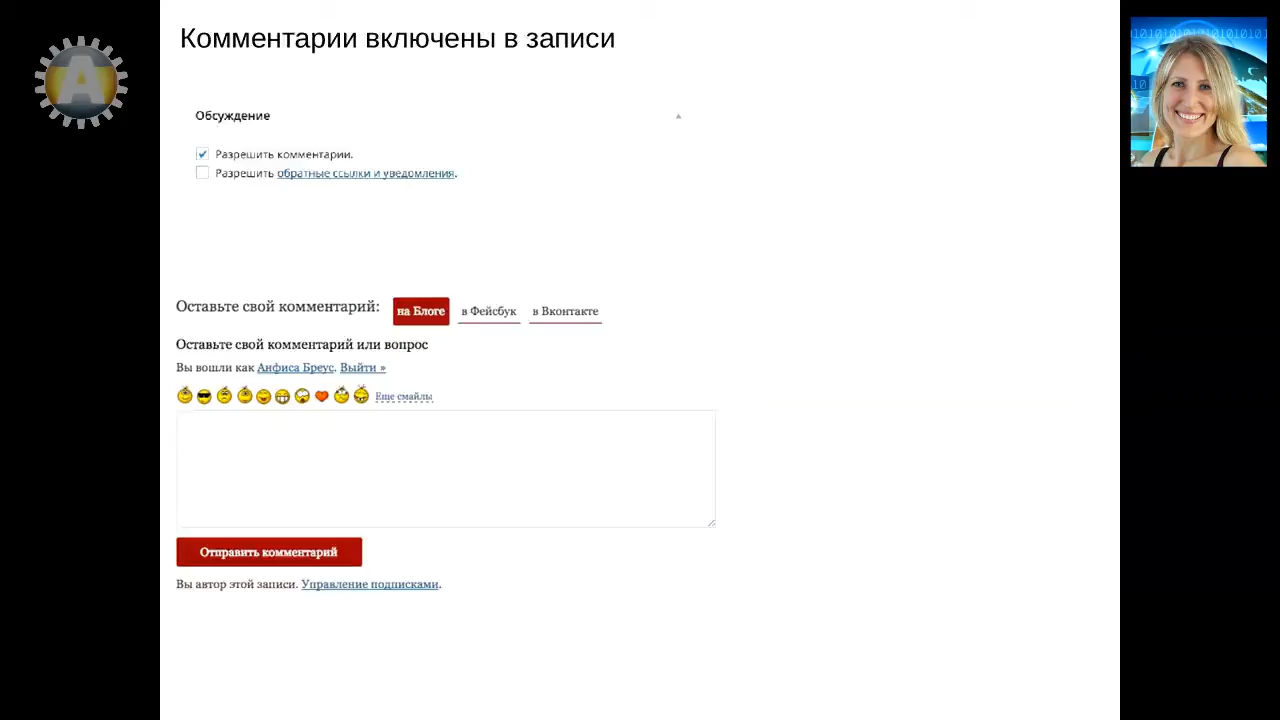 Комментарии включены в записи
Обсуждение
Разрешить комментарии.
Разрешить обратные ссылки и уведомления.
Оставьте свой комментарий: на Блоге в Фейсбук в Вконтакте
Оставьте свой комментарий или вопрос
Вы вошли как Анфиса Бреус. Выйти »
Еще смайлы
Отправить комментарий
Вы автор этой записи. Управление подписками.
A